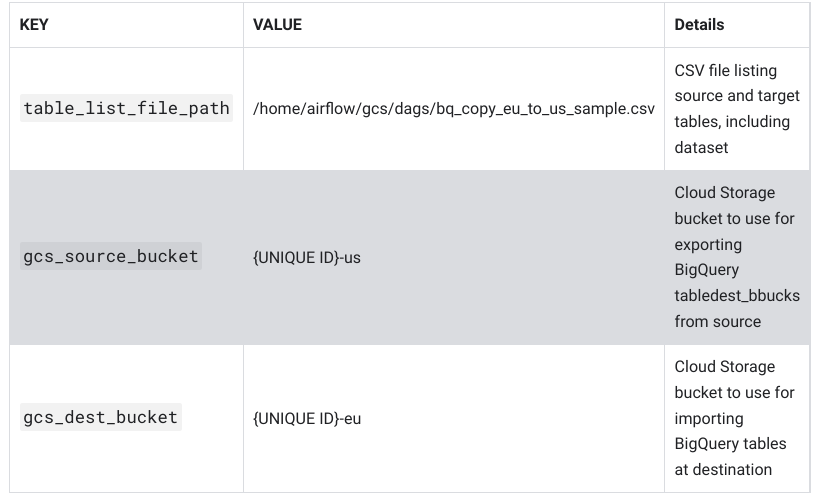 KEY VALUE Details
table_list_file_path /home/airflow/gcs/dags/bq_copy_eu_to_us_sample.csv CSV file listing
source and target
tables, including
dataset
gcs_source_bucket {UNIQUE ID}-us Cloud Storage
bucket to use for
exporting
BigQuery
tabledest_bbucks
from source
gcs_dest_bucket {UNIQUE ID}-eu Cloud Storage
bucket to use for
importing
BigQuery tables
at destination